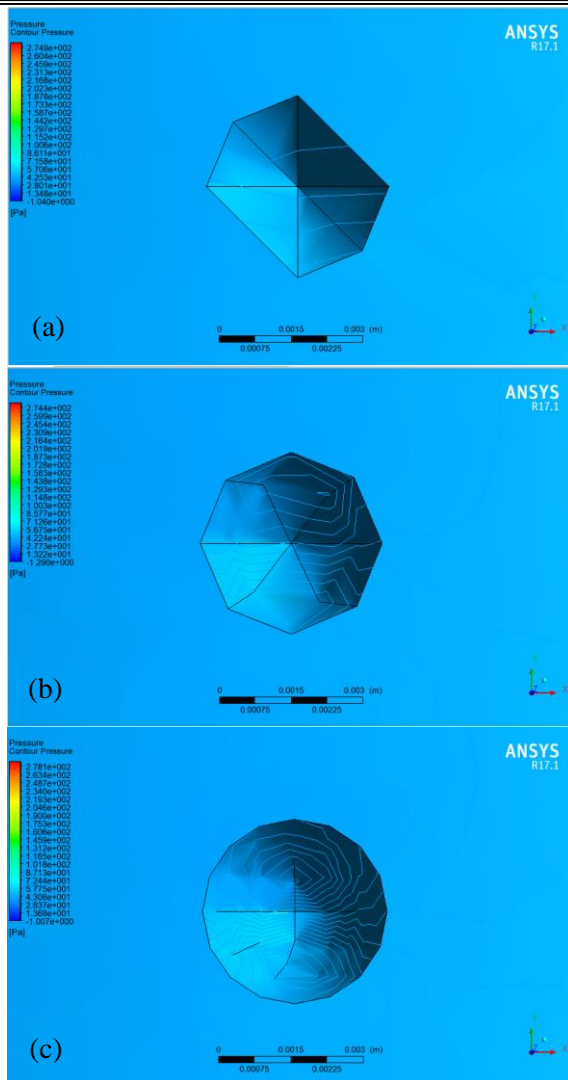 Pressure
Contour Pressure
2.749e+002
2.604e+002
2.459e+002
2.313e+002
2.168e+002
2.023e+002
1.878e+002
1.733e+002
1.587e+002
1.442e+002
1.297e+002
1.152e+002
1.006e+002
8.611e+001
7.158e+001
5.706e+001
4.253e+001
2.801e+001
1.348e+001
-1.040e+000
[Pa]
ANSYS
R17.1
(a)
0 0.0015 0.003 (m)
0.00075 0.00225
Y
X
Z
Pressure
Contour Pressure
2.744e+002
2.599e+002
2.454e+002
2.309e+002
2.164e+002
2.019e+002
1.873e+002
1.728e+002
1.583e+002
1.438e+002
1.293e+002
1.148e+002
1.003e+002
8.577e+001
7.126e+001
5.675e+001
4.224e+001
2.773e+001
1.322e+001
-1.290e+000
[Pa]
ANSYS
R17.1
(b)
0 0.0015 0.003 (m)
0.00075 0.00225
Y
X
Z
Pressure
Contour Pressure
2.781e+002
2.634e+002
2.487e+002
2.340e+002
2.193e+002
2.046e+002
1.900e+002
1.753e+002
1.606e+002
1.459e+002
1.312e+002
1.165e+002
1.018e+002
8.713e+001
7.244e+001
5.775e+001
4.306e+001
2.837e+001
1.368e+001
-1.007e+000
[Pa]
ANSYS
R17.1
(c)
0 0.0015 0.003 (m)
0.00075 0.00225
Y
X
Z